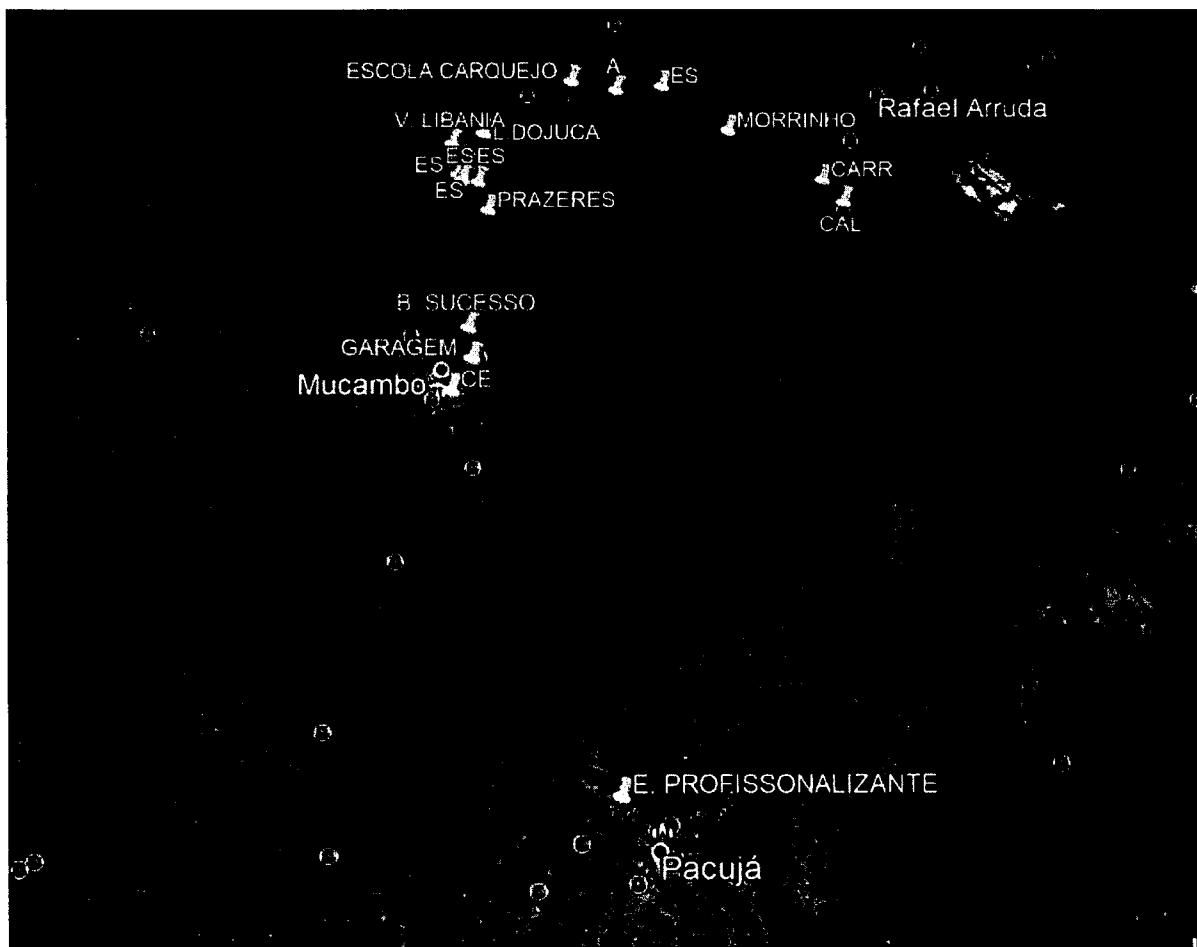 ESCOLA CARQUEJO
A
ES
MORRINHO
Rafael Arruda
V. LIBANIA
L.DOJUCA
ES
ES
ES
ES
PRAZERES
CARR
CAL
B. SUCESSO
GARAGEM
Mucambo
CE
E. PROFISSONALIZANTE
Pacujá